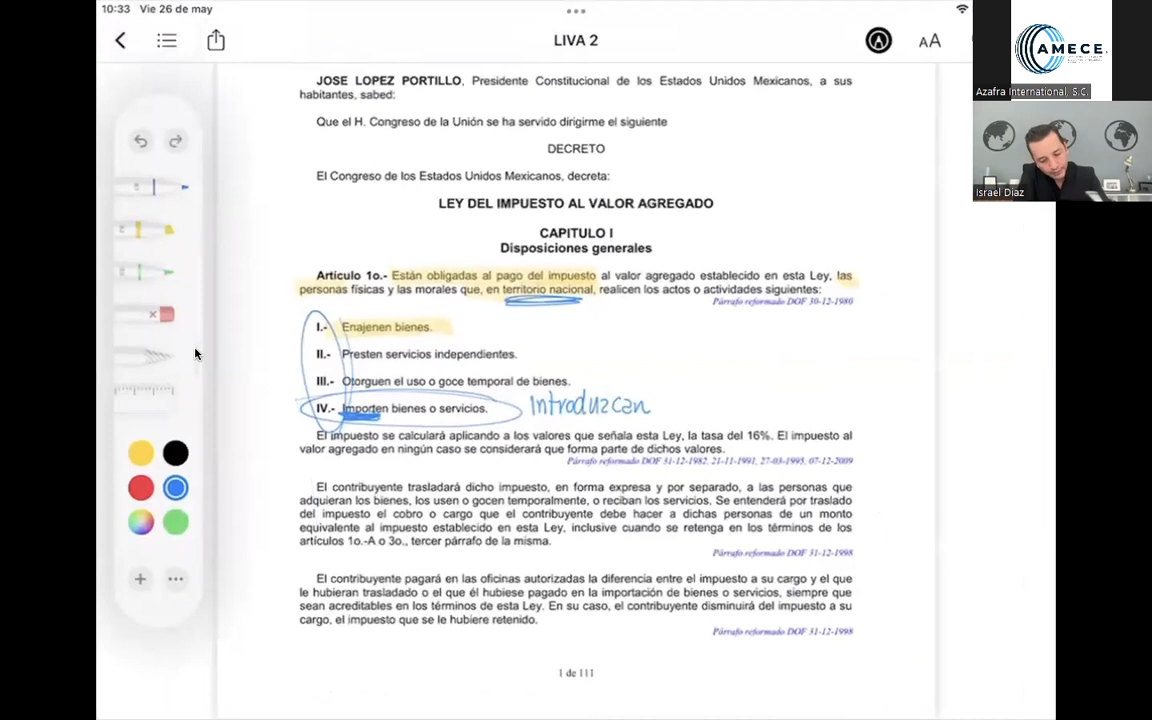 10:33 Vie 26 de may
LIVA 2
AA
AMECE
Azafra International, S.C.
Israel Diaz
JOSE LOPEZ PORTILLO, Presidente Constitucional de los Estados Unidos Mexicanos, a sus
habitantes, sabed:
Que el H. Congreso de la Unión se ha servido dirigirme el siguiente
DECRETO
El Congreso de los Estados Unidos Mexicanos, decreta:
LEY DEL IMPUESTO AL VALOR AGREGADO
CAPITULO I
Disposiciones generales
Artículo 1o.- Están obligadas al pago del impuesto al valor agregado establecido en esta Ley, las
personas físicas y las morales que, en territorio nacional, realicen los actos o actividades siguientes:
Párrafo reformado DOF 30-12-1980
I.- Enajenen bienes.
II.- Presten servicios independientes.
III.- Otorguen el uso o goce temporal de bienes.
IV.- Importen bienes o servicios. Introduzcan
El impuesto se calculará aplicando a los valores que señala esta Ley, la tasa del 16%. El impuesto al
valor agregado en ningún caso se considerará que forma parte de dichos valores.
Párrafo reformado DOF 31-12-1982, 21-11-1991, 27-03-1995, 07-12-2009
El contribuyente trasladará dicho impuesto, en forma expresa y por separado, a las personas que
adquieran los bienes, los usen o gocen temporalmente, o reciban los servicios. Se entenderá por traslado
del impuesto el cobro o cargo que el contribuyente debe hacer a dichas personas de un monto
equivalente al impuesto establecido en esta Ley, inclusive cuando se retenga en los términos de los
artículos 1o.-A o 3o., tercer párrafo de la misma.
Párrafo reformado DOF 31-12-1998
El contribuyente pagará en las oficinas autorizadas la diferencia entre el impuesto a su cargo y el que
le hubieran trasladado o el que él hubiese pagado en la importación de bienes o servicios, siempre que
sean acreditables en los términos de esta Ley. En su caso, el contribuyente disminuirá del impuesto a su
cargo, el impuesto que se le hubiere retenido.
Párrafo reformado DOF 31-12-1998
1 de 111